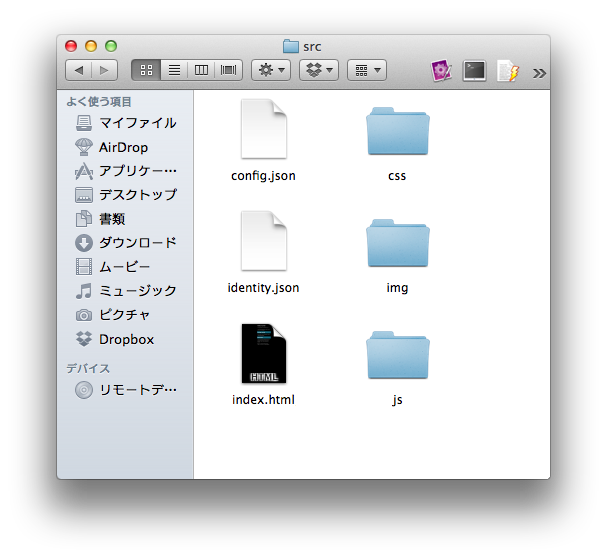 src
よく使う項目
マイファイル
AirDrop
アプリケー…
デスクトップ
書類
ダウンロード
ムービー
ミュージック
ピクチャ
Dropbox
デバイス
リモートデ…
config.json
css
identity.json
img
HTML
index.html
js